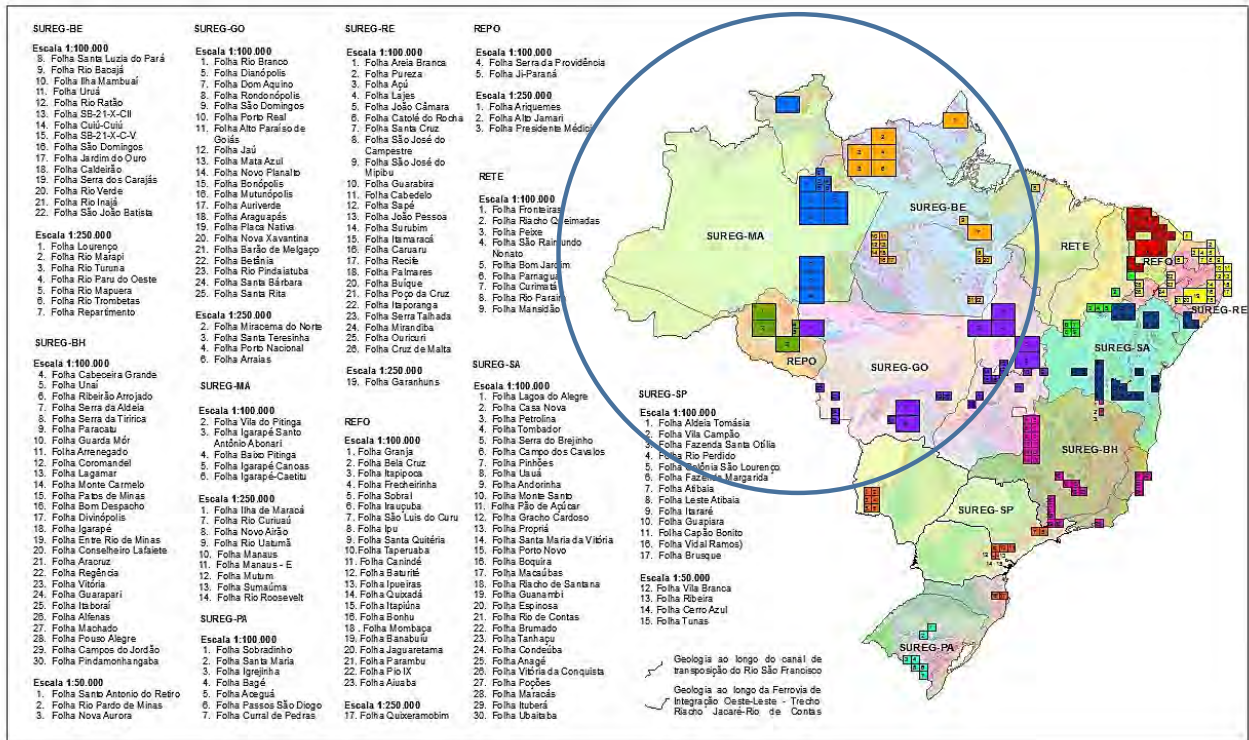 SUREG-BE
Escala 1:100.000
8. Folha Santa Luzia do Pará
9. Folha Rio Bacajá
10. Folha Ilha Mambuaí
11. Folha Uruá
12. Folha Rio Ratão
13. Folha SB-21-X-CII
14. Folha Cuiú-Cuiú
15. Folha SB-21-X-C-V
16. Folha São Domingos
17. Folha Jardim do Ouro
18. Folha Caldeirão
19. Folha Serra dos Carajás
20. Folha Rio Verde
21. Folha Rio Inajá
22. Folha São João Batista
Escala 1:250.000
1. Folha Lourenço
2. Folha Rio Marapi
3. Folha Rio Turuna
4. Folha Rio Paru do Oeste
5. Folha Rio Mapuera
6. Folha Rio Trombetas
7. Folha Repartimento
SUREG-BH
Escala 1:100.000
4. Folha Cabeceira Grande
5. Folha Unaí
6. Folha Ribeirão Arrojado
7. Folha Serra da Aldeia
8. Folha Serra da Tiririca
9. Folha Paracatu
10. Folha Guarda Mór
11. Folha Arrenegado
12. Folha Coromandel
13. Folha Lagamar
14. Folha Monte Carmelo
15. Folha Patos de Minas
16. Folha Bom Despacho
17. Folha Divinópolis
18. Folha Igarapé
19. Folha Entre Rio de Minas
20. Folha Conselheiro Lafaiete
21. Folha Aracruz
22. Folha Regência
23. Folha Vitória
24. Folha Guarapari
25. Folha Itaboraí
26. Folha Alfenas
27. Folha Machado
28. Folha Pouso Alegre
29. Folha Campos do Jordão
30. Folha Pindamonhangaba
Escala 1:50.000
1. Folha Santo Antonio do Retiro
2. Folha Rio Pardo de Minas
3. Folha Nova Aurora
SUREG-GO
Escala 1:100.000
1. Folha Rio Branco
5. Folha Dianópolis
7. Folha Dom Aquino
8. Folha Rondonópolis
9. Folha São Domingos
10. Folha Porto Real
11. Folha Alto Paraíso de
Goiás
12. Folha Jaú
13. Folha Mata Azul
14. Folha Novo Planalto
15. Folha Bonópolis
16. Folha Mutunópolis
17. Folha Auriverde
18. Folha Araguapás
19. Folha Placa Nativa
20. Folha Nova Xavantina
21. Folha Barão de Melgaço
22. Folha Betânia
23. Folha Rio Pindaiatuba
24. Folha Santa Bárbara
25. Folha Santa Rita
Escala 1:250.000
2. Folha Miracema do Norte
3. Folha Santa Teresinha
4. Folha Porto Nacional
6. Folha Arraias
SUREG-MA
Escala 1:100.000
2. Folha Vila do Pitinga
3. Folha Igarapé Santo
Antônio Abonari
4. Folha Baixo Pitinga
5. Folha Igarapé Canoas
6. Folha Igarapé-Caetitu
Escala 1:250.000
1. Folha Ilha de Maracá
7. Folha Rio Curiuaú
8. Folha Novo Airão
9. Folha Rio Uatumã
10. Folha Manaus
11. Folha Manaus - E
12. Folha Mutum
13. Folha Sumaúma
14. Folha Rio Roosevelt
SUREG-PA
Escala 1:100.000
1. Folha Sobradinho
2. Folha Santa Maria
3. Folha Igrejinha
4. Folha Bagé
5. Folha Aceguá
6. Folha Passos São Diogo
7. Folha Curral de Pedras
SUREG-RE
Escala 1:100.000
1. Folha Areia Branca
2. Folha Pureza
3. Folha Açú
4. Folha Lajes
5. Folha João Câmara
6. Folha Catolé do Rocha
7. Folha Santa Cruz
8. Folha São José do
Campestre
9. Folha São José do
Mipibu
10. Folha Guarabira
11. Folha Cabedelo
12. Folha Sapé
13. Folha João Pessoa
14. Folha Surubim
15. Folha Itamaracá
16. Folha Caruaru
17. Folha Recife
18. Folha Palmares
20. Folha Buíque
21. Folha Poço da Cruz
22. Folha Itaporanga
23. Folha Serra Talhada
24. Folha Mirandiba
25. Folha Ouricuri
26. Folha Cruz de Malta
Escala 1:250.000
19. Folha Garanhuns
REFO
Escala 1:100.000
1. Folha Granja
2. Folha Bela Cruz
3. Folha Itapipoca
4. Folha Frecheirinha
5. Folha Sobral
6. Folha Irauçuba
7. Folha São Luis do Curu
8. Folha Ipu
9. Folha Santa Quitéria
10. Folha Taperuaba
11. Folha Canindé
12. Folha Baturité
13. Folha Ipueiras
14. Folha Quixadá
15. Folha Itapiúna
16. Folha Bonhu
18 . Folha Mombaça
19. Folha Banabuiu
20. Folha Jaguaretama
21. Folha Parambu
22. Folha Pio IX
23. Folha Aiuaba
Escala 1:250.000
17. Folha Quixeramobim
REPO
Escala 1:100.000
4. Folha Serra da Providência
5. Folha Ji-Paraná
Escala 1:250.000
1. Folha Ariquemes
2. Folha Alto Jamari
3. Folha Presidente Médici
RETE
Escala 1:100.000
1. Folha Fronteiras
2. Folha Riacho Queimadas
3. Folha Peixe
4. Folha São Raimundo
Nonato
5. Folha Bom Jardim
6. Folha Parnaguá
7. Folha Curimatá
8. Folha Rio Paraim
9. Folha Mansidão
SUREG-SA
Escala 1:100.000
1. Folha Lagoa do Alegre
2. Folha Casa Nova
3. Folha Petrolina
4. Folha Tombador
5. Folha Serra do Brejinho
6. Folha Campo dos Cavalos
7. Folha Pinhões
8. Folha Uauá
9. Folha Andorinha
10. Folha Monte Santo
11. Folha Pão de Açúcar
12. Folha Gracho Cardoso
13. Folha Propriá
14. Folha Santa Maria da Vitória
15. Folha Porto Novo
16. Folha Boquira
17. Folha Macaúbas
18. Folha Riacho de Santana
19. Folha Guanambi
20. Folha Espinosa
21. Folha Rio de Contas
22. Folha Brumado
23. Folha Tanhaçu
24. Folha Condeúba
25. Folha Anagé
26. Folha Vitória da Conquista
27. Folha Poções
28. Folha Maracás
29. Folha Ituberá
30. Folha Ubaitaba
SUREG-SP
Escala 1:100.000
1. Folha Aldeia Tomásia
2. Folha Vila Campão
3. Folha Fazenda Santa Otília
4. Folha Rio Perdido
5. Folha Colônia São Lourenço
6. Folha Fazenda Margarida
7. Folha Atibaia
8. Folha Leste Atibaia
9. Folha Itararé
10. Folha Guapiara
11. Folha Capão Bonito
16. Folha Vidal Ramos)
17. Folha Brusque
Escala 1:50.000
12. Folha Vila Branca
13. Folha Ribeira
14. Folha Cerro Azul
15. Folha Tunas
Geologia ao longo do canal de
transposição do Rio São Francisco
Geologia ao longo da Ferrovia de
Integração Oeste-Leste - Trecho
Riacho Jacaré-Rio de Contas
SUREG-MA
SUREG-BE
RETE
REFO
SUREG-RE
SUREG-SA
REPO
SUREG-GO
SUREG-BH
SUREG-SP
SUREG-PA